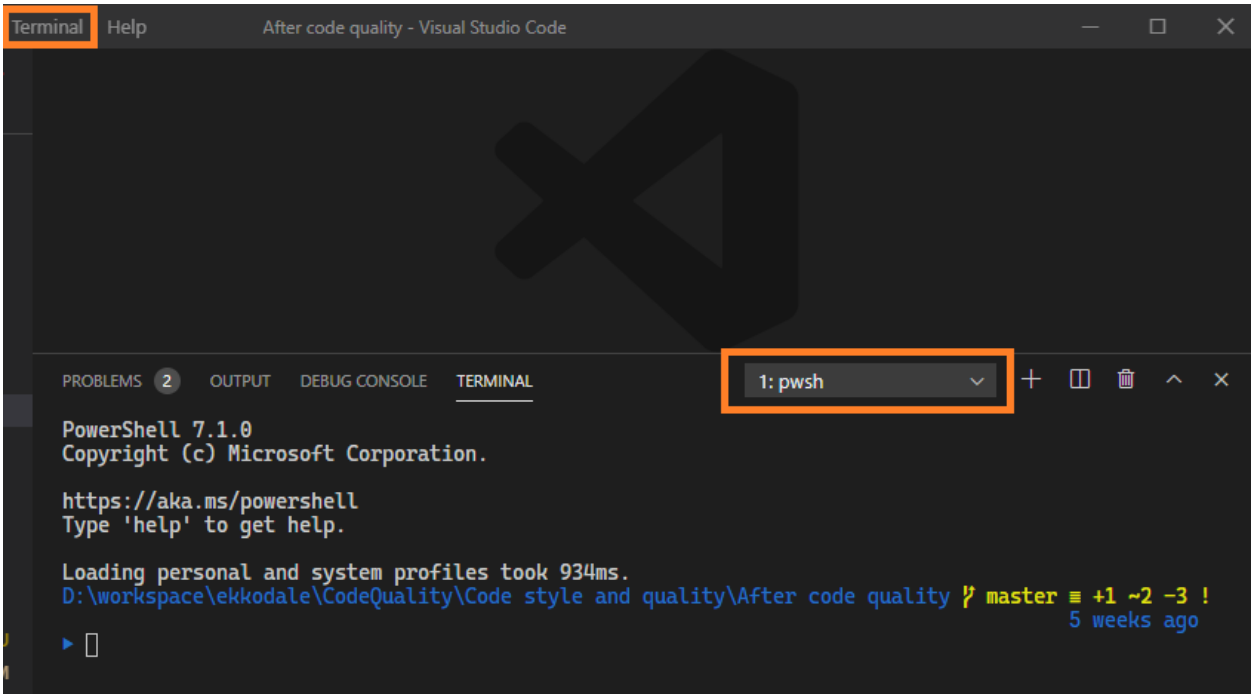 Terminal Help After code quality - Visual Studio Code
PROBLEMS 2 OUTPUT DEBUG CONSOLE TERMINAL 1: pwsh
PowerShell 7.1.0
Copyright (c) Microsoft Corporation.
https://aka.ms/powershell
Type 'help' to get help.
Loading personal and system profiles took 934ms.
D:\workspace\ekkodale\CodeQuality\Code style and quality\After code quality master ≡ +1 ~2 -3 !
5 weeks ago